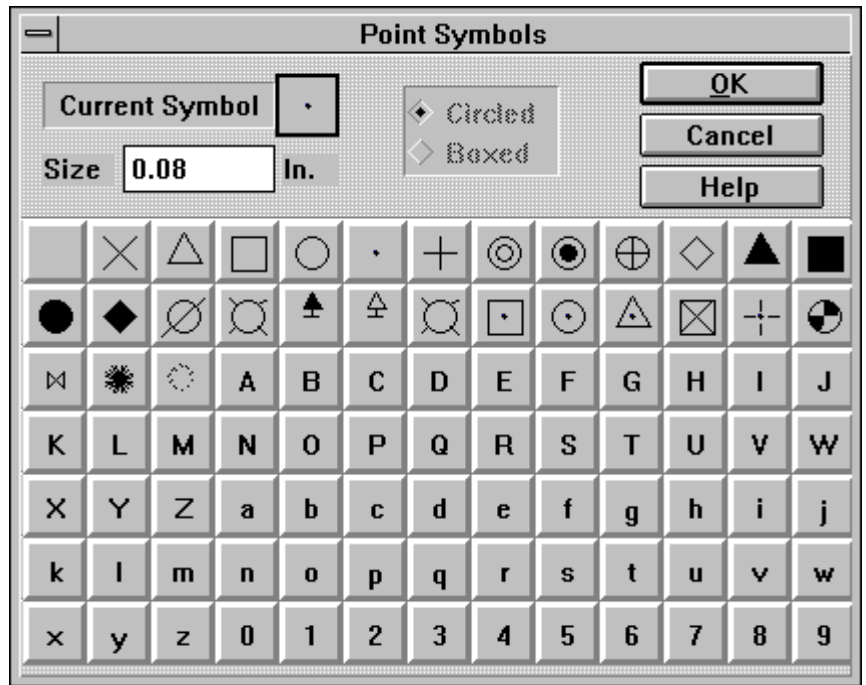 Point Symbols
Current Symbol
Size 0.08 In.
Circled
Boxed
OK
Cancel
Help
A B C D E F G H I J
K L M N O P Q R S T U V W
X Y Z a b c d e f g h i j
k l m n o p q r s t u v w
x y z 0 1 2 3 4 5 6 7 8 9